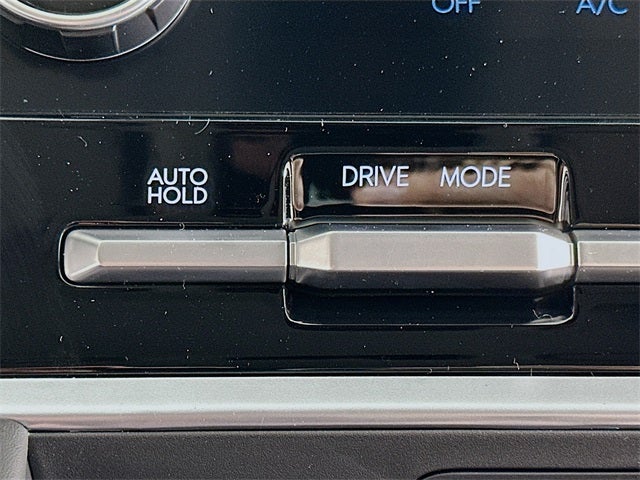 OFF A/C
AUTO
HOLD
DRIVE MODE